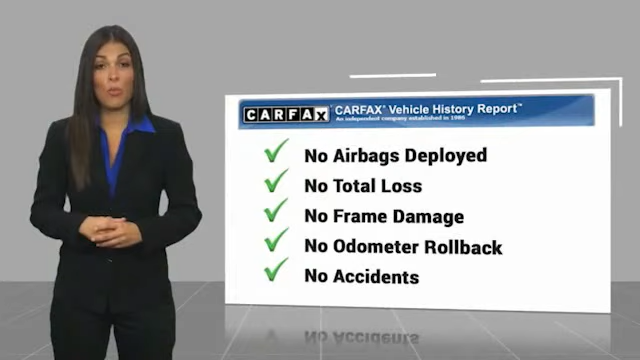 CARFAX CARFAX® Vehicle History Report™
An independent company established in 1986
No Airbags Deployed
No Total Loss
No Frame Damage
No Odometer Rollback
No Accidents